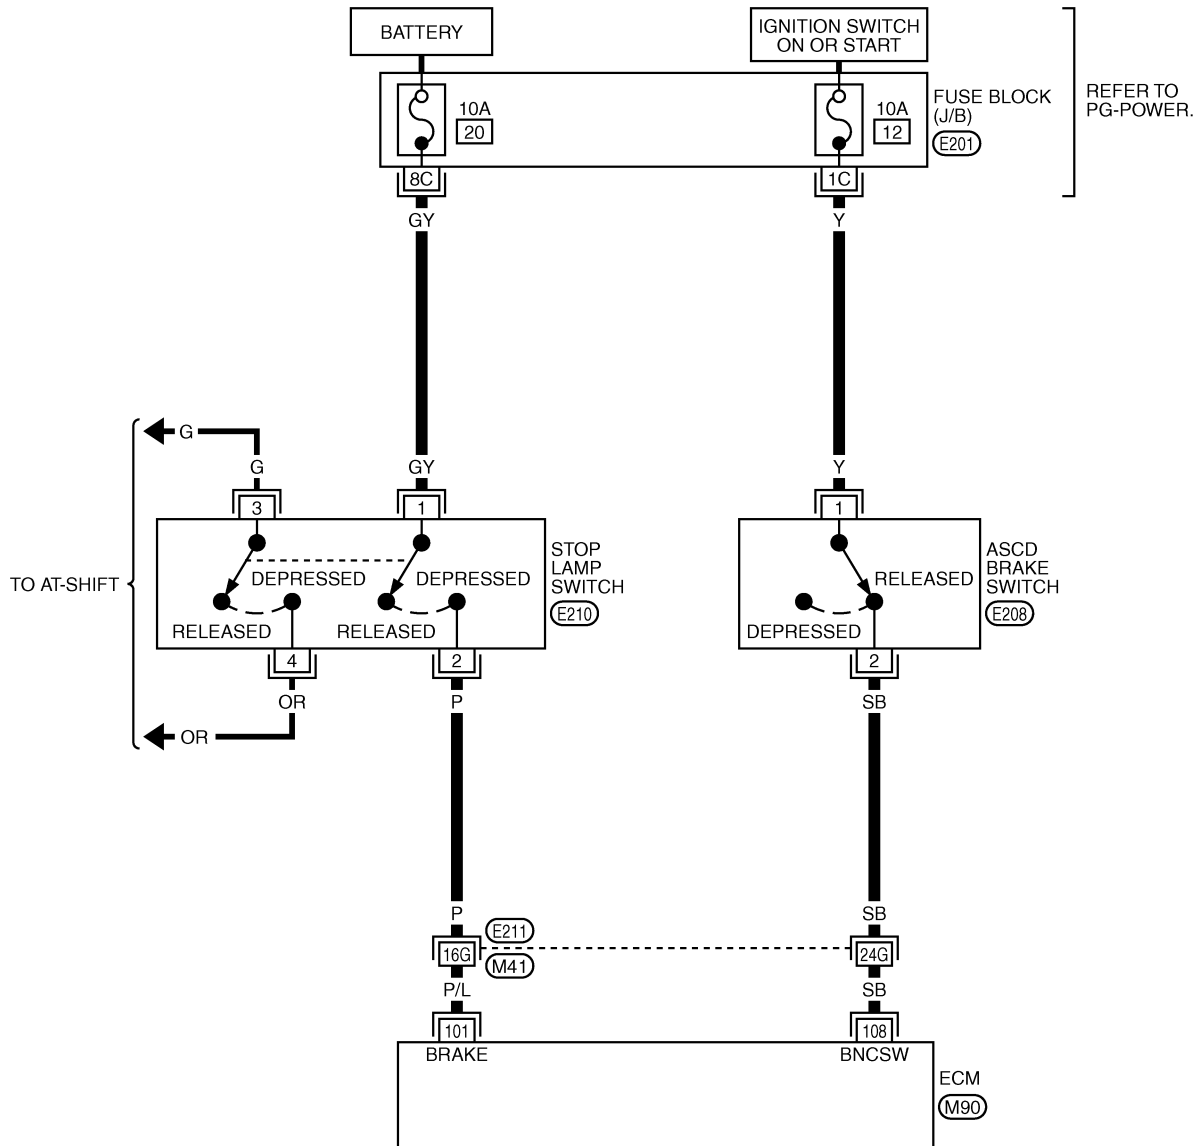 BATTERY
IGNITION SWITCH
ON OR START
10A
20
10A
12
FUSE BLOCK
(J/B)
E201
REFER TO
PG-POWER.
8C
1C
GY
Y
G
G
GY
Y
3
1
1
TO AT-SHIFT
DEPRESSED
DEPRESSED
RELEASED
RELEASED
STOP
LAMP
SWITCH
E210
RELEASED
DEPRESSED
ASCD
BRAKE
SWITCH
E208
4
2
2
OR
P
SB
OR
P
SB
E211
16G
24G
M41
P/L
SB
101
108
BRAKE
BNCSW
ECM
M90